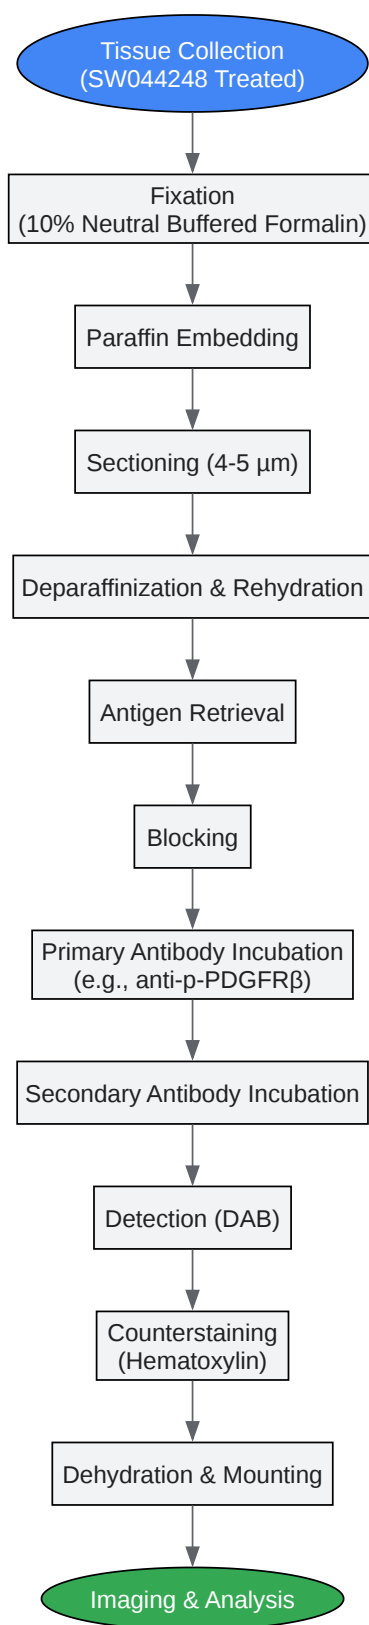 Tissue Collection
(SW044248 Treated)
Fixation
(10% Neutral Buffered Formalin)
Paraffin Embedding
Sectioning (4-5 µm)
Deparaffinization & Rehydration
Antigen Retrieval
Blocking
Primary Antibody Incubation
(e.g., anti-p-PDGFRβ)
Secondary Antibody Incubation
Detection (DAB)
Counterstaining
(Hematoxylin)
Dehydration & Mounting
Imaging & Analysis